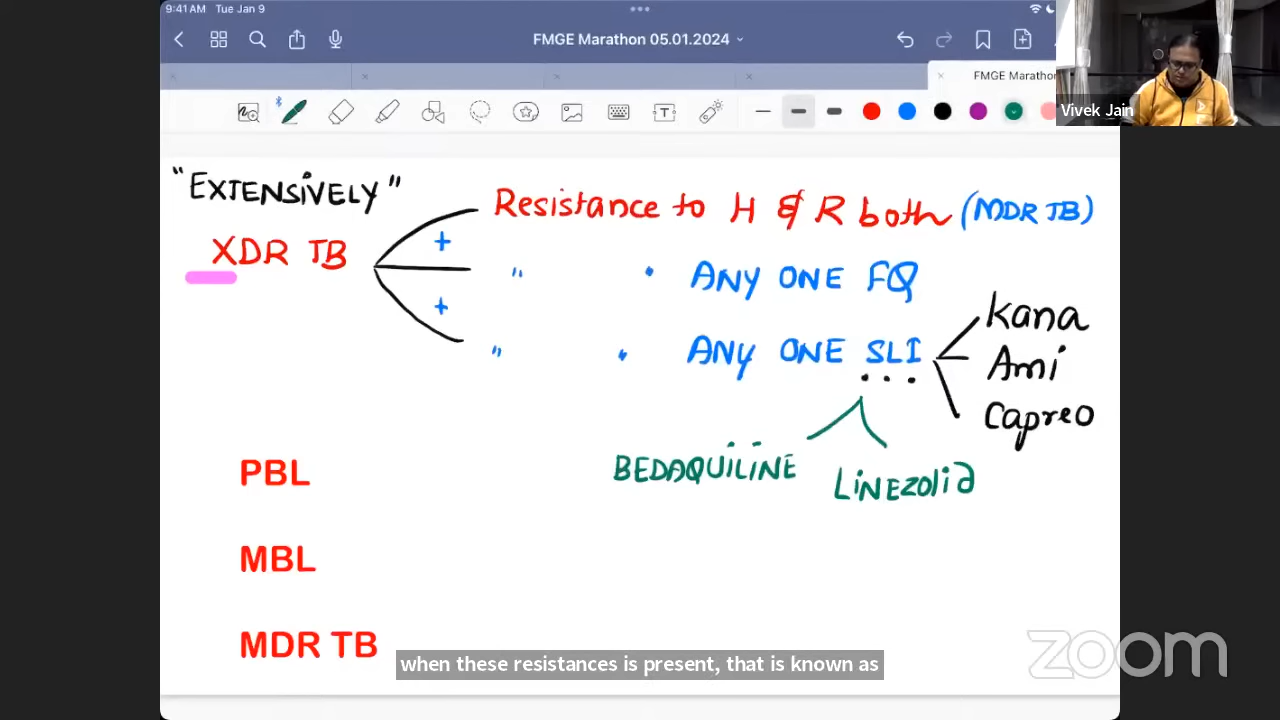 9:41 AM Tue Jan 9
FMGE Marathon 05.01.2024
FMGE Marathon
Vivek Jain
"EXTENSIVELY"
XDR TB
+
+
Resistance to H & R both (MDR TB)
" • ANY ONE FQ
" • ANY ONE SLI
Kana
Ami
Capreo
BEDAQUILINE
LINEZOLID
PBL
MBL
MDR TB
when these resistances is present, that is known as
zoom